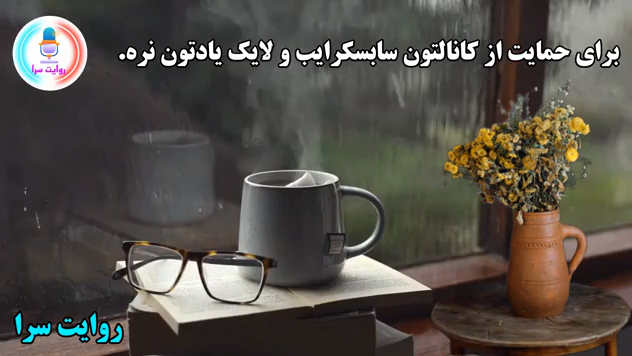 روایت سرا
برای حمایت از کانالتون سابسکرایب و لایک یادتون نره.
روایت سرا